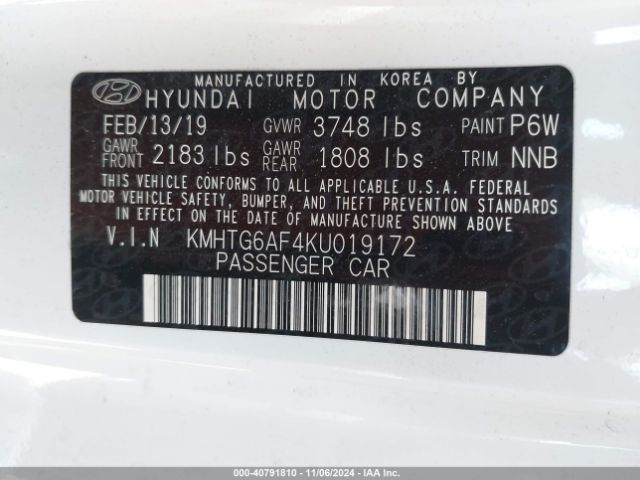 MANUFACTURED IN KOREA BY
HYUNDAI MOTOR COMPANY
FEB/13/19 GVWR 3748 lbs PAINT P6W
GAWR FRONT 2183 lbs GAWR REAR 1808 lbs TRIM NNB
THIS VEHICLE CONFORMS TO ALL APPLICABLE U.S.A. FEDERAL
MOTOR VEHICLE SAFETY, BUMPER, AND THEFT PREVENTION STANDARDS
IN EFFECT ON THE DATE OF MANUFACTURE SHOWN ABOVE
V.I.N KMHTG6AF4KU019172
PASSENGER CAR
000-40791810 - 11/06/2024 - IAAI.COM